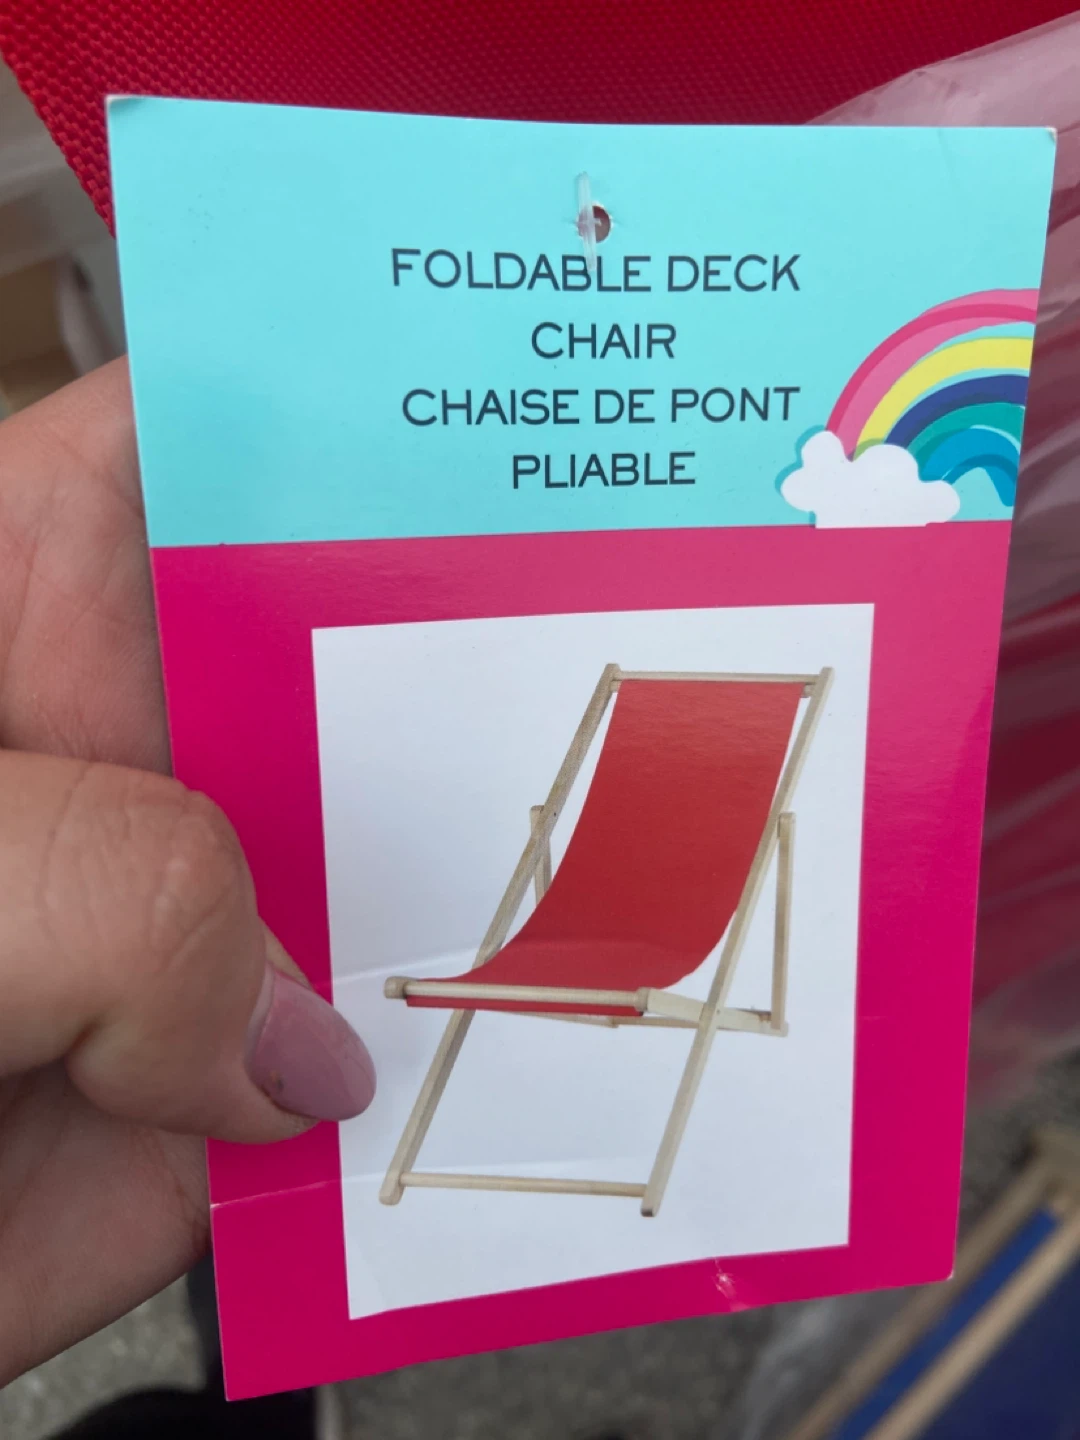 FOLDABLE DECK
CHAIR
CHAISE DE PONT
PLIABLE